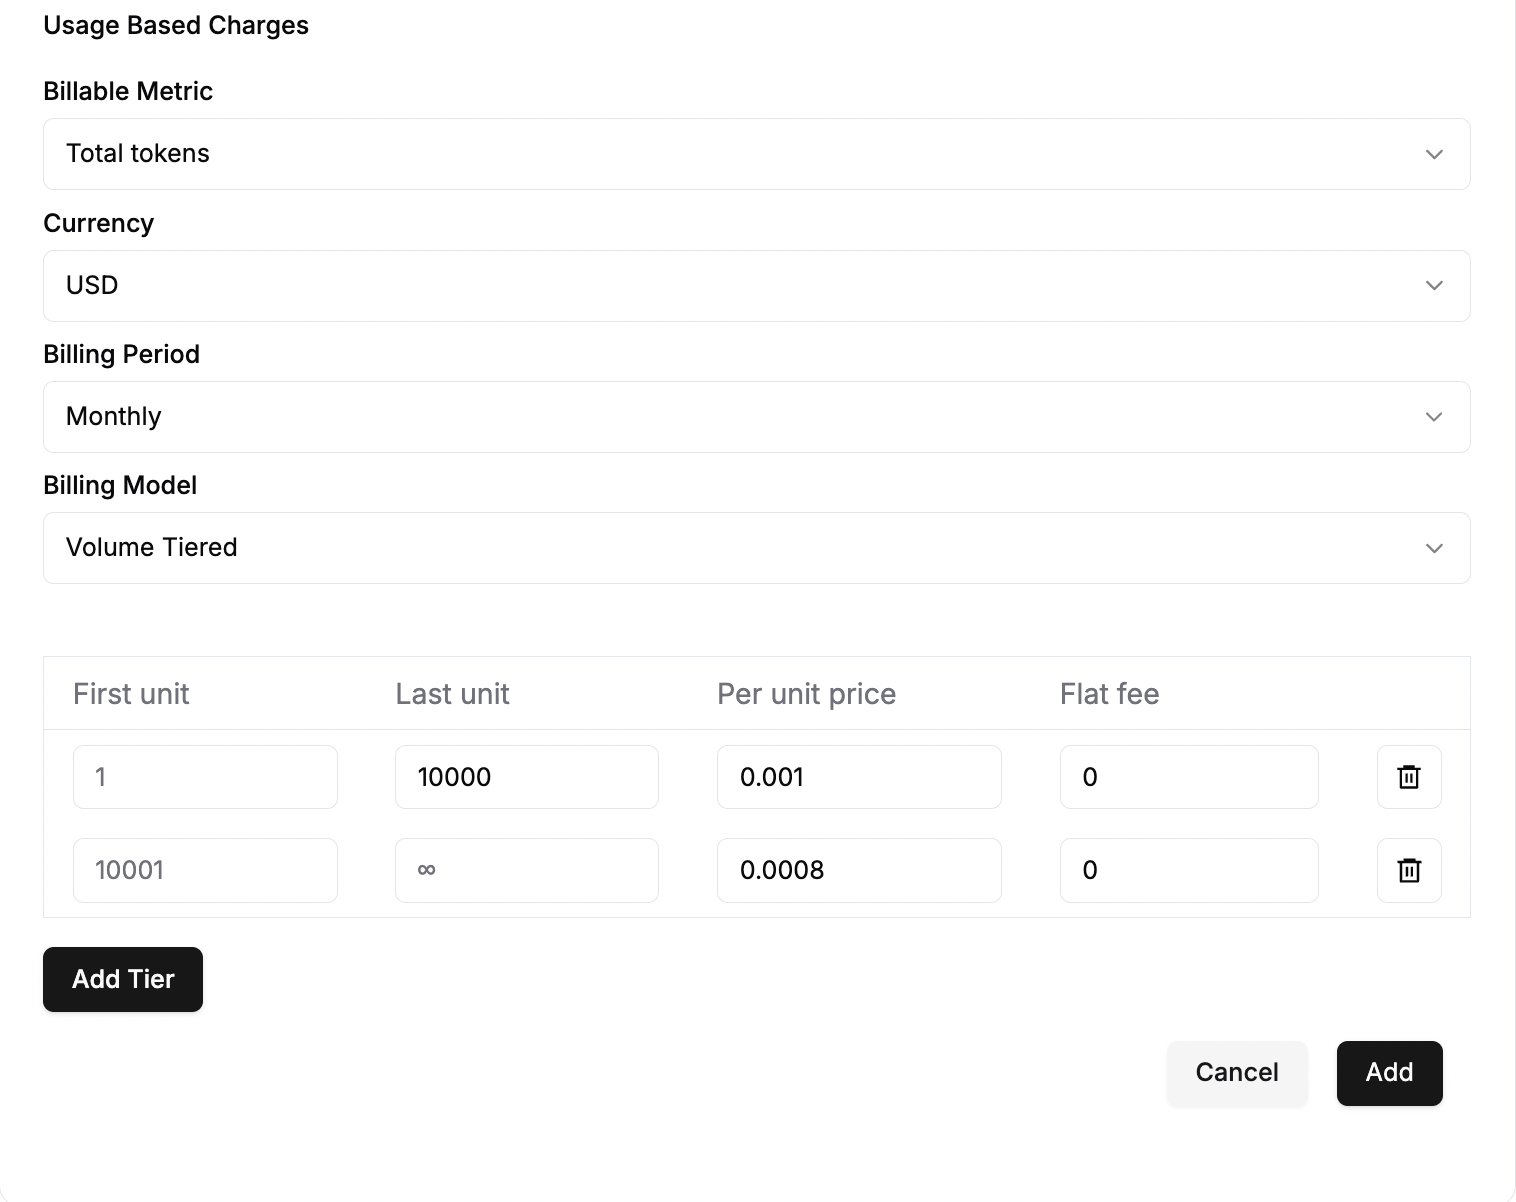 Usage Based Charges
Billable Metric
Total tokens
Currency
USD
Billing Period
Monthly
Billing Model
Volume Tiered
First unit Last unit Per unit price Flat fee
1 10000 0.001 0
10001 ∞ 0.0008 0
Add Tier
Cancel Add